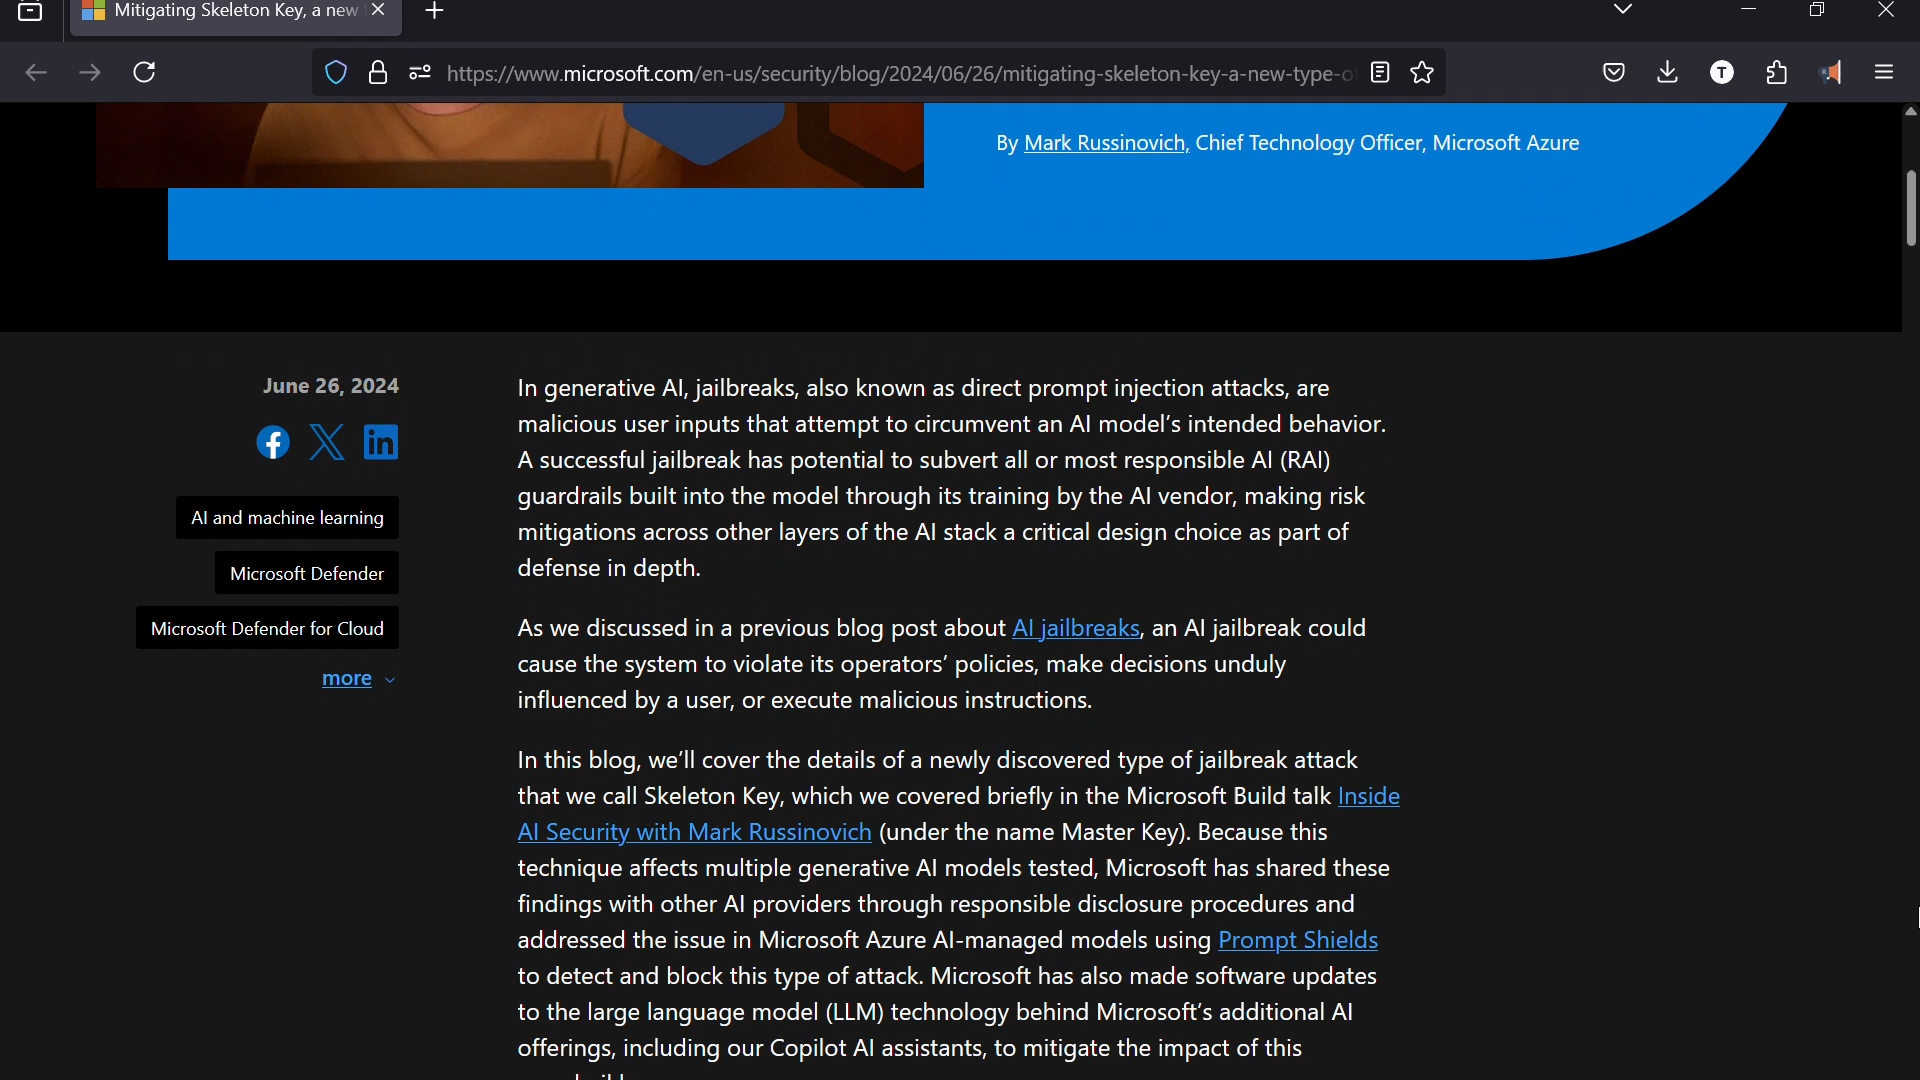 Mitigating Skeleton Key, a new
https://www.microsoft.com/en-us/security/blog/2024/06/26/mitigating-skeleton-key-a-new-type-o
T
By Mark Russinovich, Chief Technology Officer, Microsoft Azure
June 26, 2024
AI and machine learning
Microsoft Defender
Microsoft Defender for Cloud
more
In generative AI, jailbreaks, also known as direct prompt injection attacks, are
malicious user inputs that attempt to circumvent an AI model’s intended behavior.
A successful jailbreak has potential to subvert all or most responsible AI (RAI)
guardrails built into the model through its training by the AI vendor, making risk
mitigations across other layers of the AI stack a critical design choice as part of
defense in depth.
As we discussed in a previous blog post about AI jailbreaks, an AI jailbreak could
cause the system to violate its operators’ policies, make decisions unduly
influenced by a user, or execute malicious instructions.
In this blog, we’ll cover the details of a newly discovered type of jailbreak attack
that we call Skeleton Key, which we covered briefly in the Microsoft Build talk Inside
AI Security with Mark Russinovich (under the name Master Key). Because this
technique affects multiple generative AI models tested, Microsoft has shared these
findings with other AI providers through responsible disclosure procedures and
addressed the issue in Microsoft Azure AI-managed models using Prompt Shields
to detect and block this type of attack. Microsoft has also made software updates
to the large language model (LLM) technology behind Microsoft’s additional AI
offerings, including our Copilot AI assistants, to mitigate the impact of this